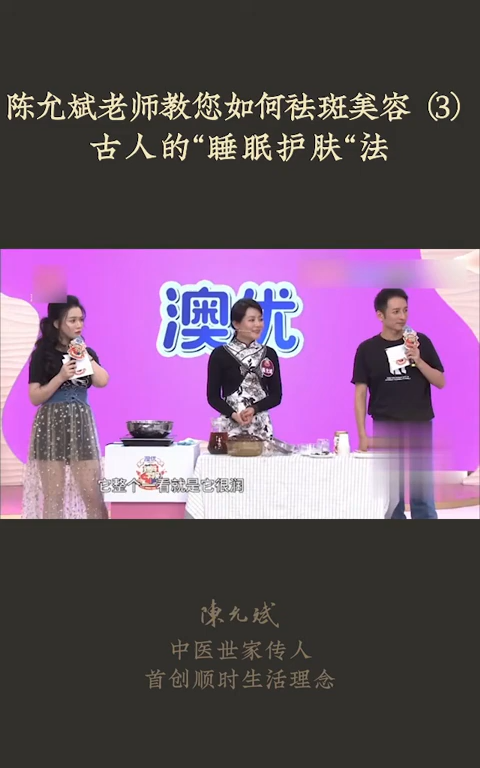 陈允斌老师教您如何祛斑美容（3）
古人的“睡眠护肤“法
澳优
它整个一看就是它很润
陳允斌
中医世家传人
首创顺时生活理念